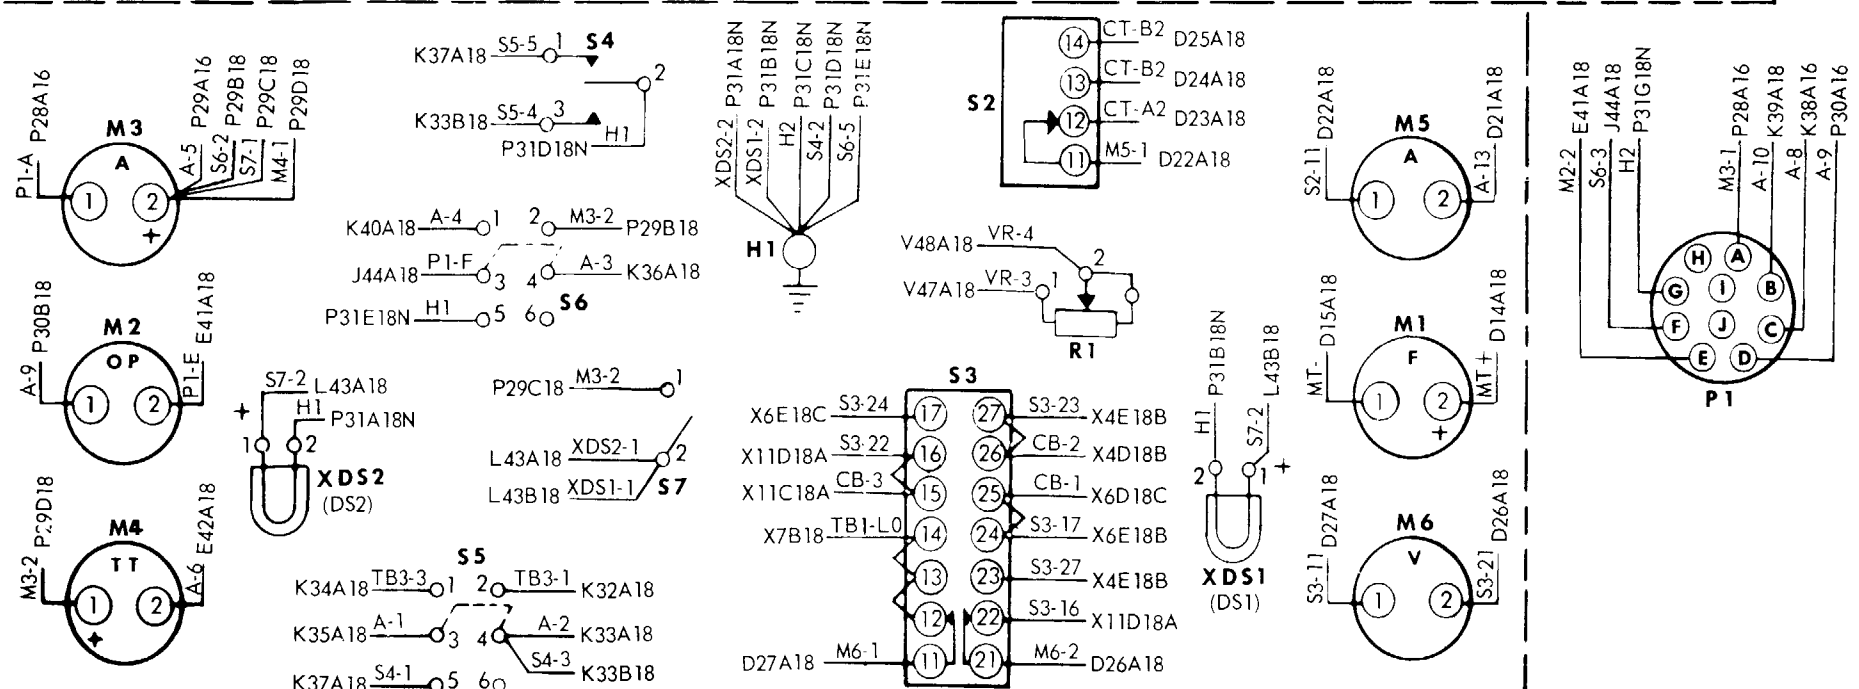 M3
A
1
2
+
P1-A P28A16
A-5 P29A16
S6-2 P29B18
S7-1 P29C18
M4-1 P29D18
M2
OP
1
2
A-9 P30B18
P1-E E41A18
M4
TT
1
2
+
M3-2 P29D18
A-6 E42A18
S4
K37A18 S5-5 1
2
K33B18 S5-4 3
P31D18N H1
S6
K40A18 A-4 1
2 M3-2 P29B18
J44A18 P1-F 3
4 A-3 K36A18
P31E18N H1 5
6
XDS2
(DS2)
+
S7-2 L43A18
H1 P31A18N
1
2
S7
P29C18 M3-2 1
L43A18 XDS2-1 2
L43B18 XDS1-1
S5
K34A18 TB3-3 1
2 TB3-1 K32A18
K35A18 A-1 3
4 A-2 K33A18
S4-3 K33B18
K37A18 S4-1 5
6
H1
XDS2-2 P31A18N
XDS1-2 P31B18N
H2 P31C18N
S4-2 P31D18N
S6-5 P31E18N
S2
14 CT-B2 D25A18
13 CT-B2 D24A18
12 CT-A2 D23A18
11 M5-1 D22A18
R1
V48A18 VR-4 2
V47A18 VR-3 1
S3
X6E18C S3-24 17
27 S3-23 X4E18B
X11D18A S3-22 16
26 CB-2 X4D18B
X11C18A CB-3 15
25 CB-1 X6D18C
X7B18 TB1-L0 14
24 S3-17 X6E18B
13
23 S3-27 X4E18B
12
22 S3-16 X11D18A
D27A18 M6-1 11
21 M6-2 D26A18
XDS1
(DS1)
H1 P31B18N
S7-2 L43B18
2
1
+
M5
A
1
2
S2-11 D22A18
A-13 D21A18
M1
F
1
2
+
MT- D15A18
MT+ D14A18
M6
V
1
2
S3-11 D27A18
S3-21 D26A18
M2-2 E41A18
S6-3 J44A18
H2 P31G18N
M3-1 P28A16
A-10 K39A18
A-8 K38A16
A-9 P30A16
H
A
G
I
B
F
J
C
E
D
P1